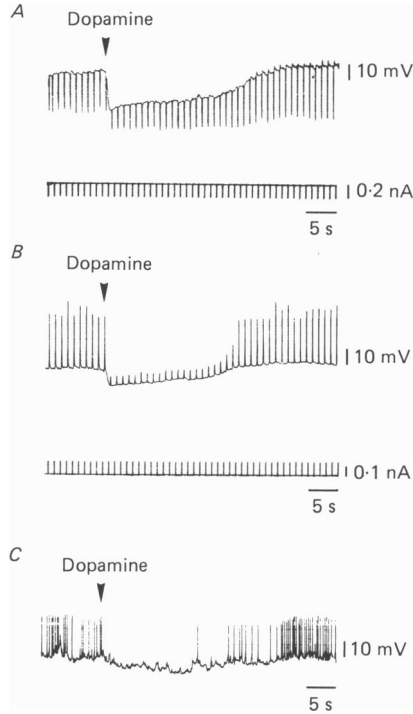 A
Dopamine
10 mV
0·2 nA
5 s
B
Dopamine
10 mV
0·1 nA
5 s
C
Dopamine
10 mV
5 s